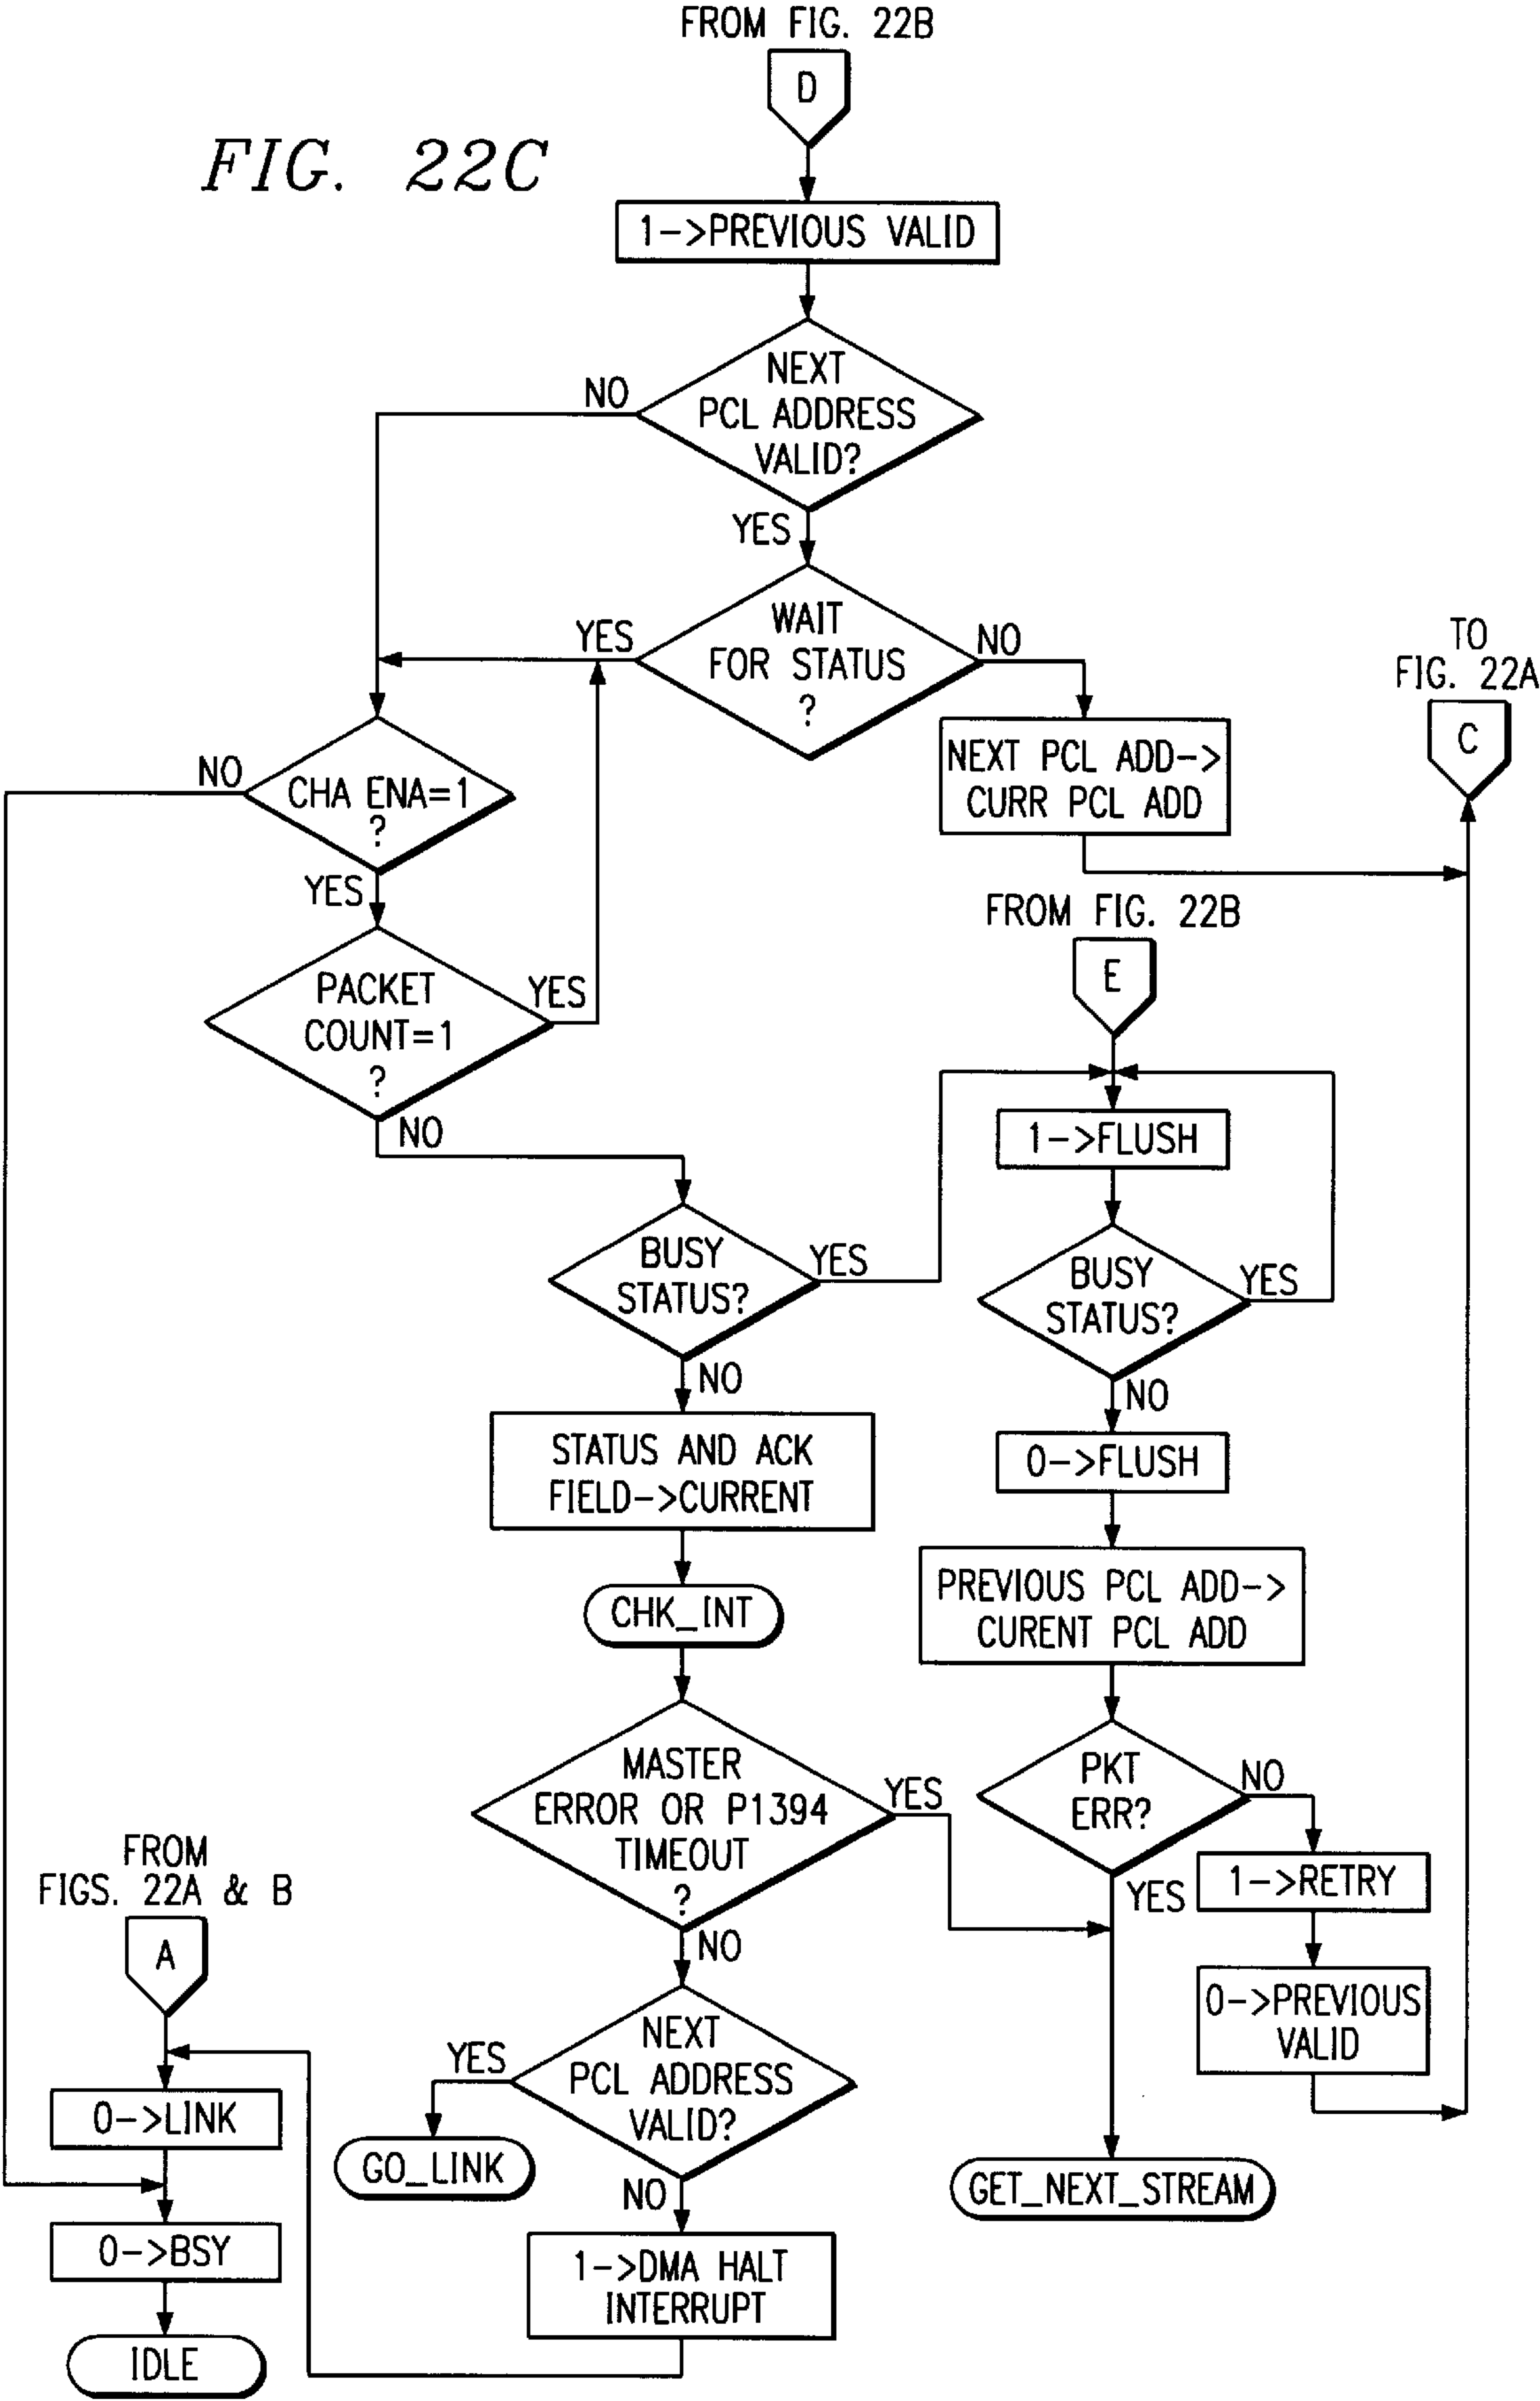 FROM FIG. 22B
D
FIG. 22C
1->PREVIOUS VALID
NEXT
PCL ADDRESS
VALID?
NO
YES
WAIT
FOR STATUS
?
YES
NO
NEXT PCL ADD->
CURR PCL ADD
TO
FIG. 22A
C
CHA ENA=1
?
NO
YES
PACKET
COUNT=1
?
YES
NO
FROM FIG. 22B
E
1->FLUSH
BUSY
STATUS?
YES
NO
BUSY
STATUS?
YES
NO
STATUS AND ACK
FIELD->CURRENT
0->FLUSH
CHK_INT
PREVIOUS PCL ADD->
CURENT PCL ADD
MASTER
ERROR OR P1394
TIMEOUT
?
YES
NO
PKT
ERR?
NO
YES
1->RETRY
0->PREVIOUS
VALID
FROM
FIGS. 22A & B
A
0->LINK
0->BSY
IDLE
NEXT
PCL ADDRESS
VALID?
YES
NO
GO_LINK
1->DMA HALT
INTERRUPT
GET_NEXT_STREAM